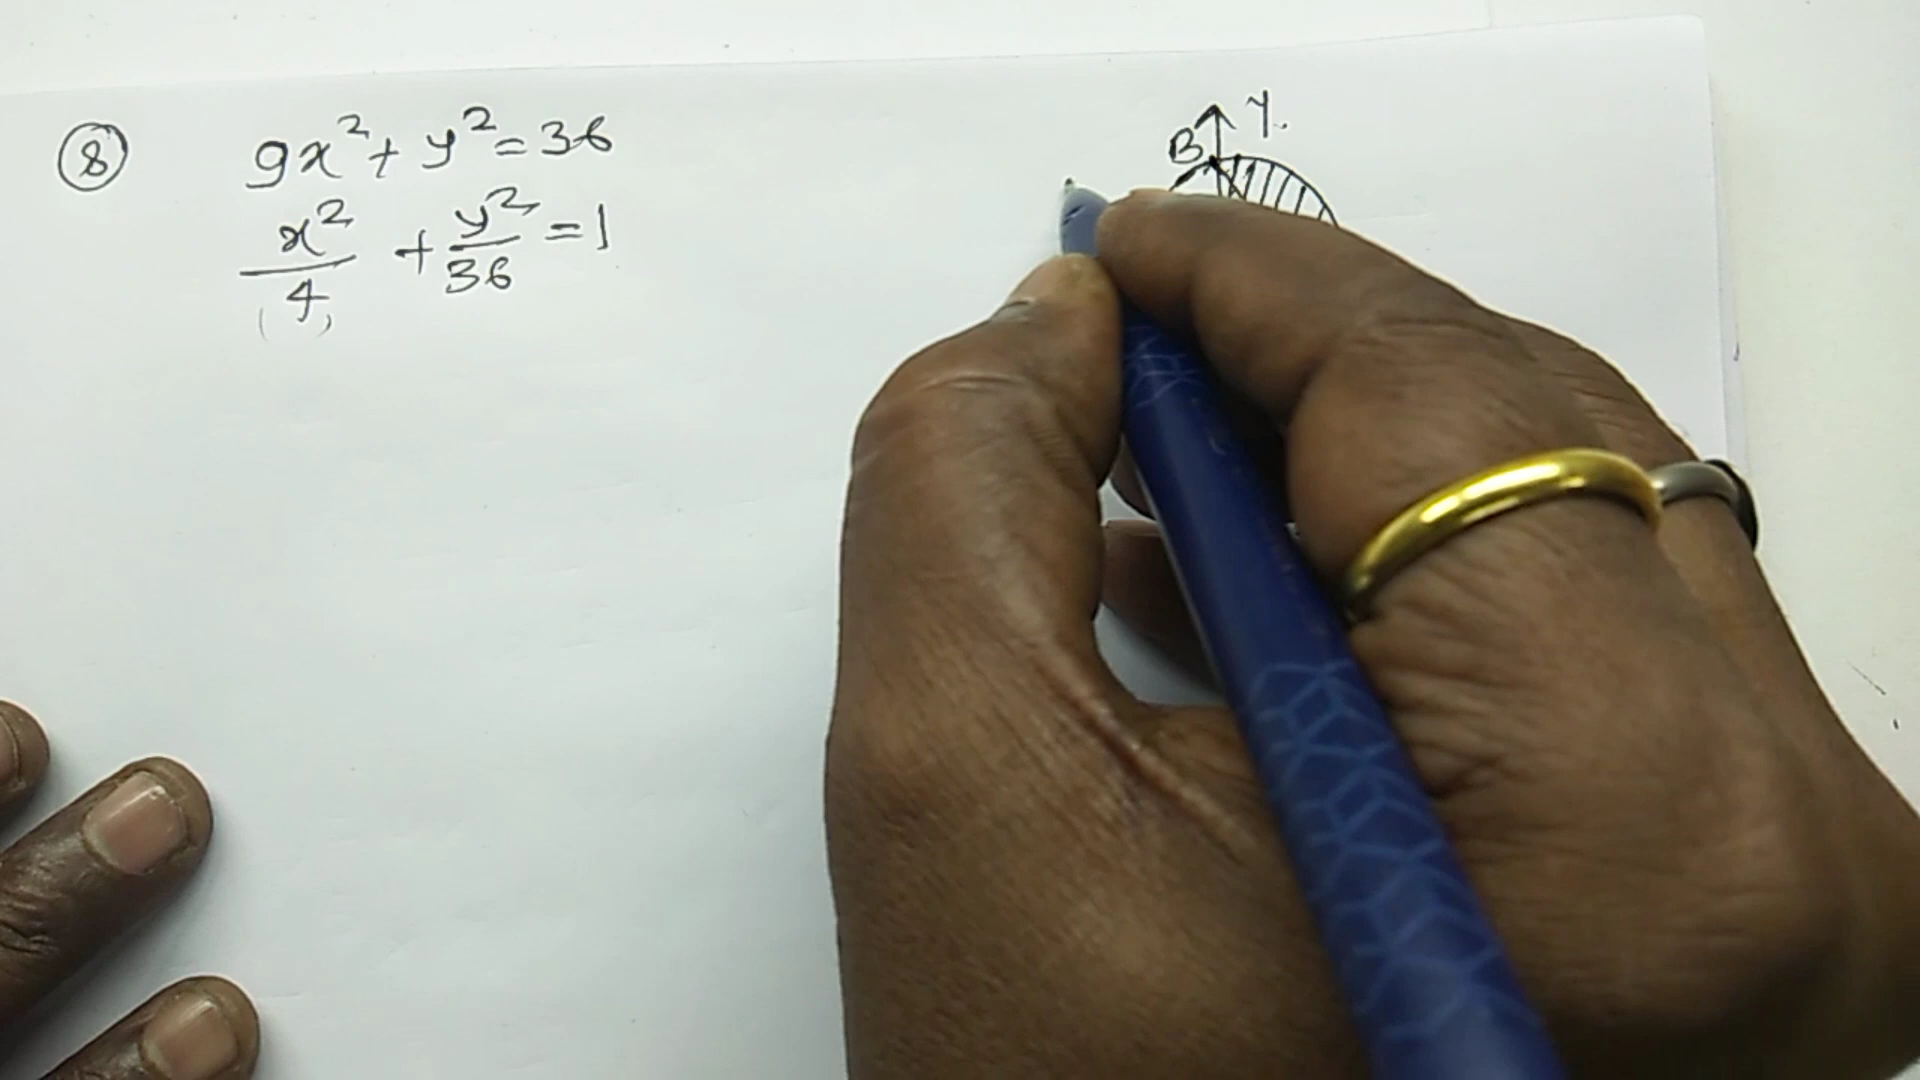 8
9x² + y² = 36
x²/4 + y²/36 = 1
Y
B